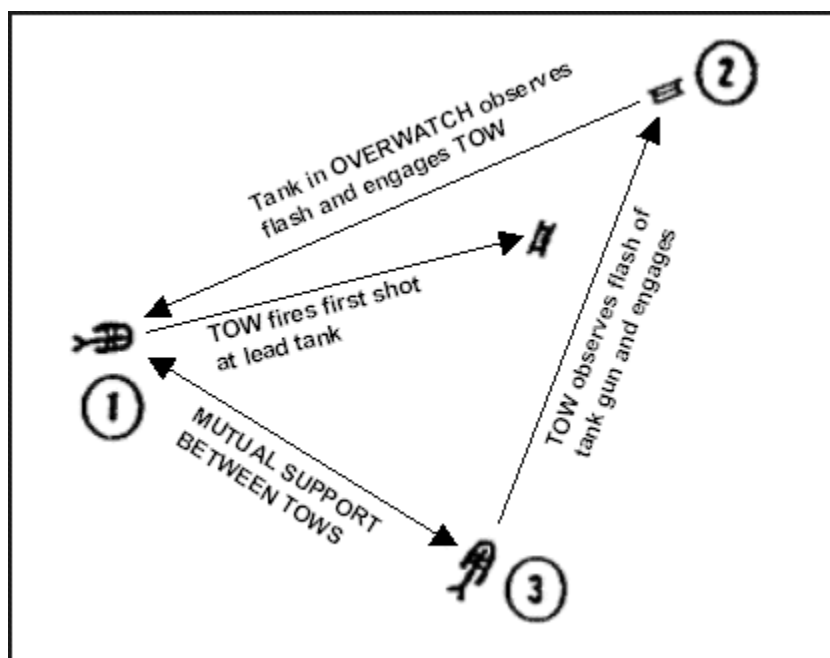 2
Tank in OVERWATCH observes
flash and engages TOW
TOW fires first shot
at lead tank
1
MUTUAL SUPPORT
BETWEEN TOWS
TOW observes flash of
tank gun and engages
3